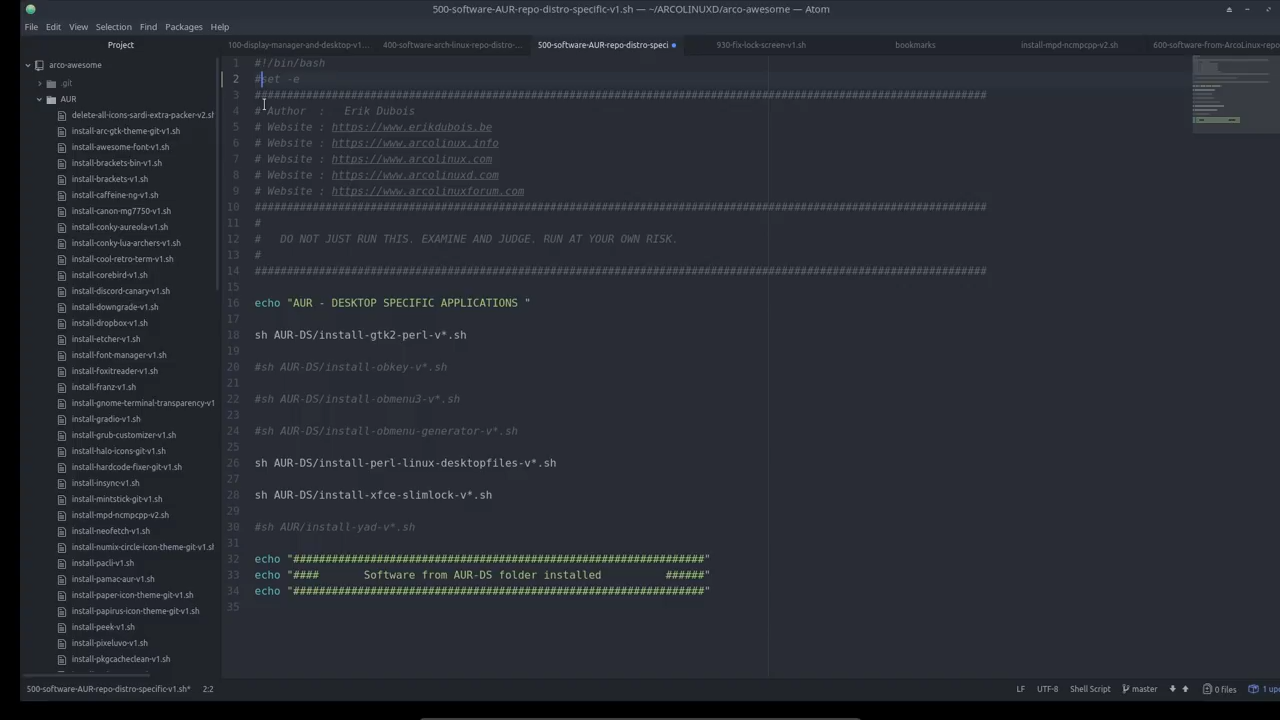 500-software-AUR-repo-distro-specific-v1.sh — ~/ARCOLINUXD/arco-awesome — Atom
File Edit View Selection Find Packages Help
Project
100-display-manager-and-desktop-v1... 400-software-arch-linux-repo-distro-... 500-software-AUR-repo-distro-speci 930-fix-lock-screen-v1.sh bookmarks install-mpd-ncmpcpp-v2.sh 600-software-from-ArcoLinux-repo
arco-awesome
.git
AUR
delete-all-icons-sardi-extra-packer-v2.sh
install-arc-gtk-theme-git-v1.sh
install-awesome-font-v1.sh
install-brackets-bin-v1.sh
install-brackets-v1.sh
install-caffeine-ng-v1.sh
install-canon-mg7750-v1.sh
install-conky-aureola-v1.sh
install-conky-lua-archers-v1.sh
install-cool-retro-term-v1.sh
install-corebird-v1.sh
install-discord-canary-v1.sh
install-downgrade-v1.sh
install-dropbox-v1.sh
install-etcher-v1.sh
install-font-manager-v1.sh
install-foxitreader-v1.sh
install-franz-v1.sh
install-gnome-terminal-transparency-v1
install-gradio-v1.sh
install-grub-customizer-v1.sh
install-halo-icons-git-v1.sh
install-hardcode-fixer-git-v1.sh
install-insync-v1.sh
install-mintstick-git-v1.sh
install-mpd-ncmpcpp-v2.sh
install-neofetch-v1.sh
install-numix-circle-icon-theme-git-v1.sh
install-pacli-v1.sh
install-pamac-aur-v1.sh
install-paper-icon-theme-git-v1.sh
install-papirus-icon-theme-git-v1.sh
install-peek-v1.sh
install-pixeluvo-v1.sh
install-pkgcacheclean-v1.sh
1 #!/bin/bash
2 #set -e
3 ##################################################################################################################
4 # Author : Erik Dubois
5 # Website : https://www.erikdubois.be
6 # Website : https://www.arcolinux.info
7 # Website : https://www.arcolinux.com
8 # Website : https://www.arcolinuxd.com
9 # Website : https://www.arcolinuxforum.com
10 ##################################################################################################################
11 #
12 # DO NOT JUST RUN THIS. EXAMINE AND JUDGE. RUN AT YOUR OWN RISK.
13 #
14 ##################################################################################################################
15
16 echo "AUR - DESKTOP SPECIFIC APPLICATIONS "
17
18 sh AUR-DS/install-gtk2-perl-v*.sh
19
20 #sh AUR-DS/install-obkey-v*.sh
21
22 #sh AUR-DS/install-obmenu3-v*.sh
23
24 #sh AUR-DS/install-obmenu-generator-v*.sh
25
26 sh AUR-DS/install-perl-linux-desktopfiles-v*.sh
27
28 sh AUR-DS/install-xfce-slimlock-v*.sh
29
30 #sh AUR/install-yad-v*.sh
31
32 echo "################################################################"
33 echo "#### Software from AUR-DS folder installed ######"
34 echo "################################################################"
35
500-software-AUR-repo-distro-specific-v1.sh* 2:2 LF UTF-8 Shell Script master 0 files 1 up